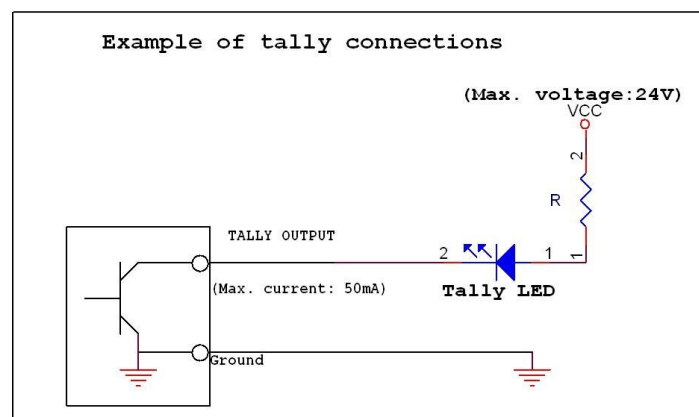 Example of tally connections
(Max. voltage:24V)
VCC
2
R
1
TALLY OUTPUT
2
1
(Max. current: 50mA)
Tally LED
Ground